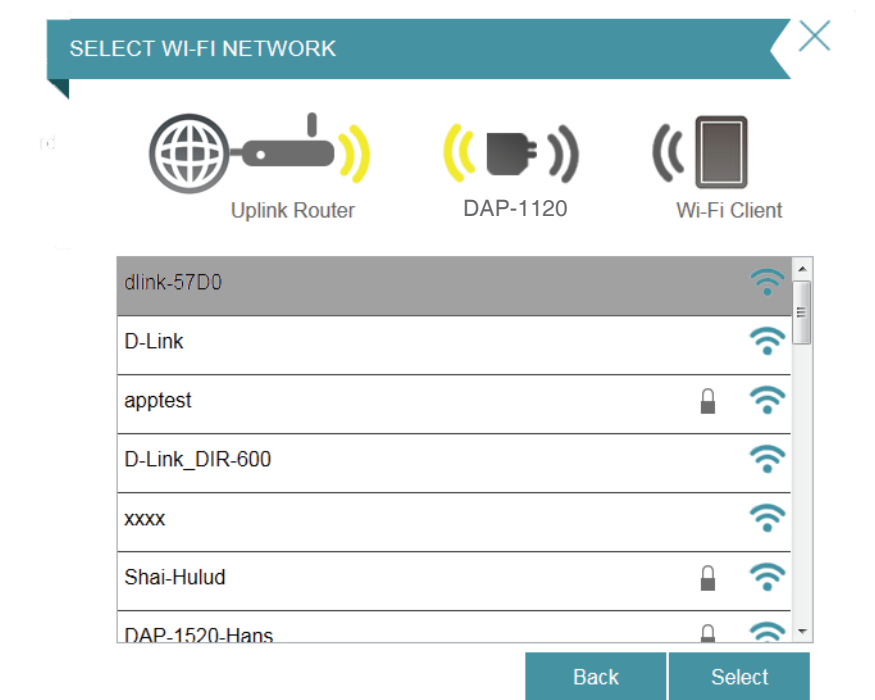 SELECT WI-FI NETWORK
Uplink Router
DAP-1120
Wi-Fi Client
dlink-57D0
D-Link
apptest
D-Link_DIR-600
xxxx
Shai-Hulud
DAP-1520-Hans
Back
Select